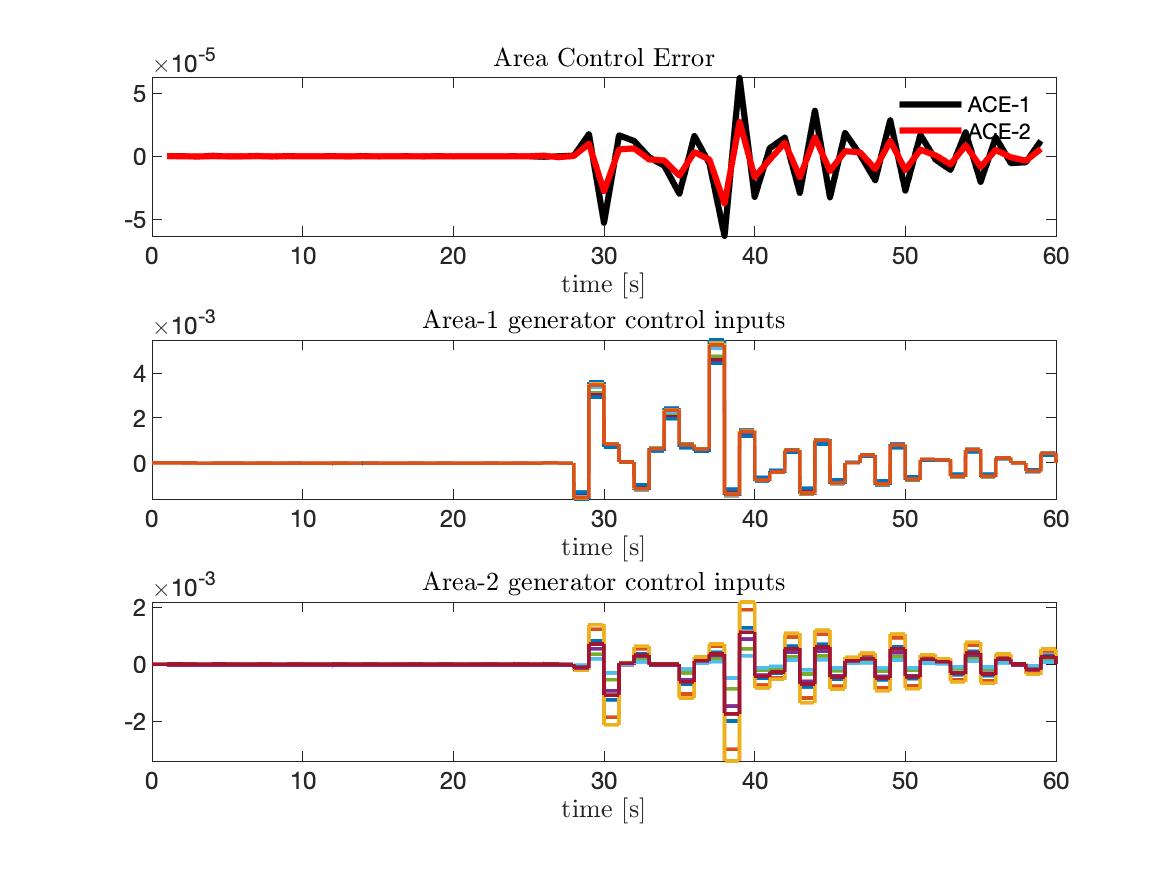 Area Control Error
×10-5
5
0
-5
ACE-1
ACE-2
0 10 20 30 40 50 60
time [s]
Area-1 generator control inputs
×10-3
4
2
0
0 10 20 30 40 50 60
time [s]
Area-2 generator control inputs
×10-3
2
0
-2
0 10 20 30 40 50 60
time [s]